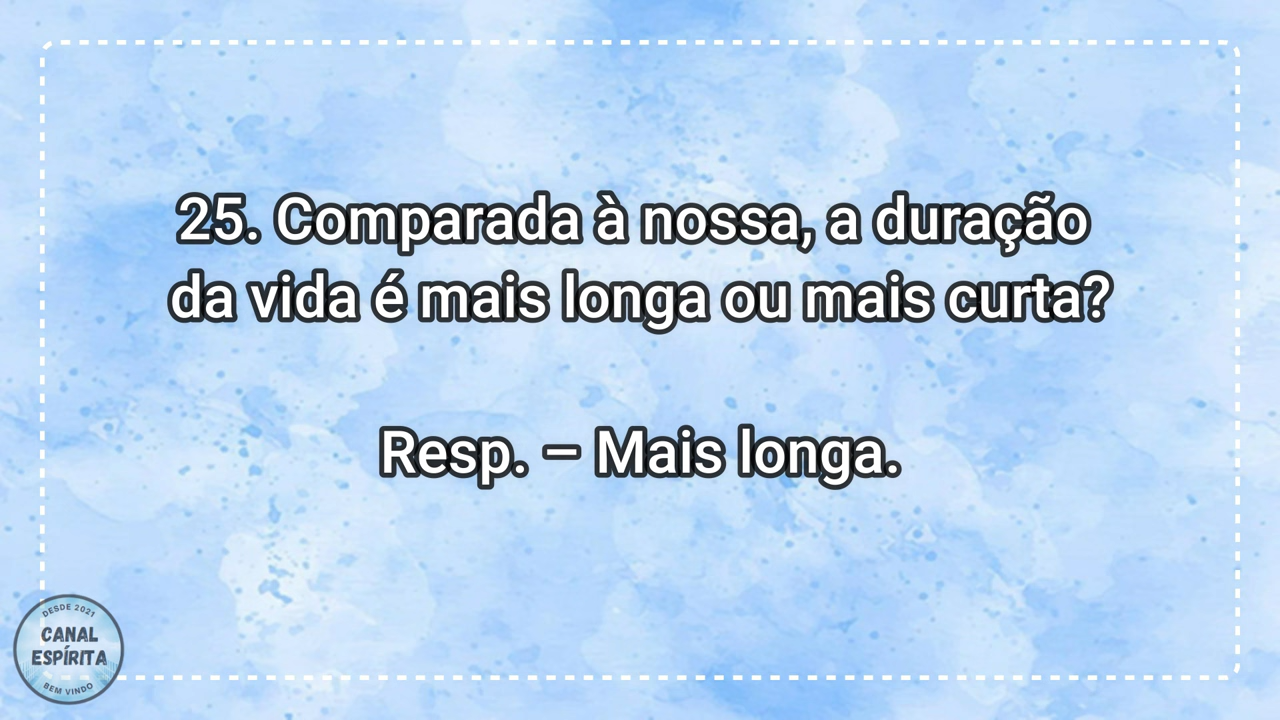 25. Comparada à nossa, a duração
da vida é mais longa ou mais curta?
Resp. – Mais longa.
DESDE 2021
CANAL
ESPÍRITA
BEM VINDO